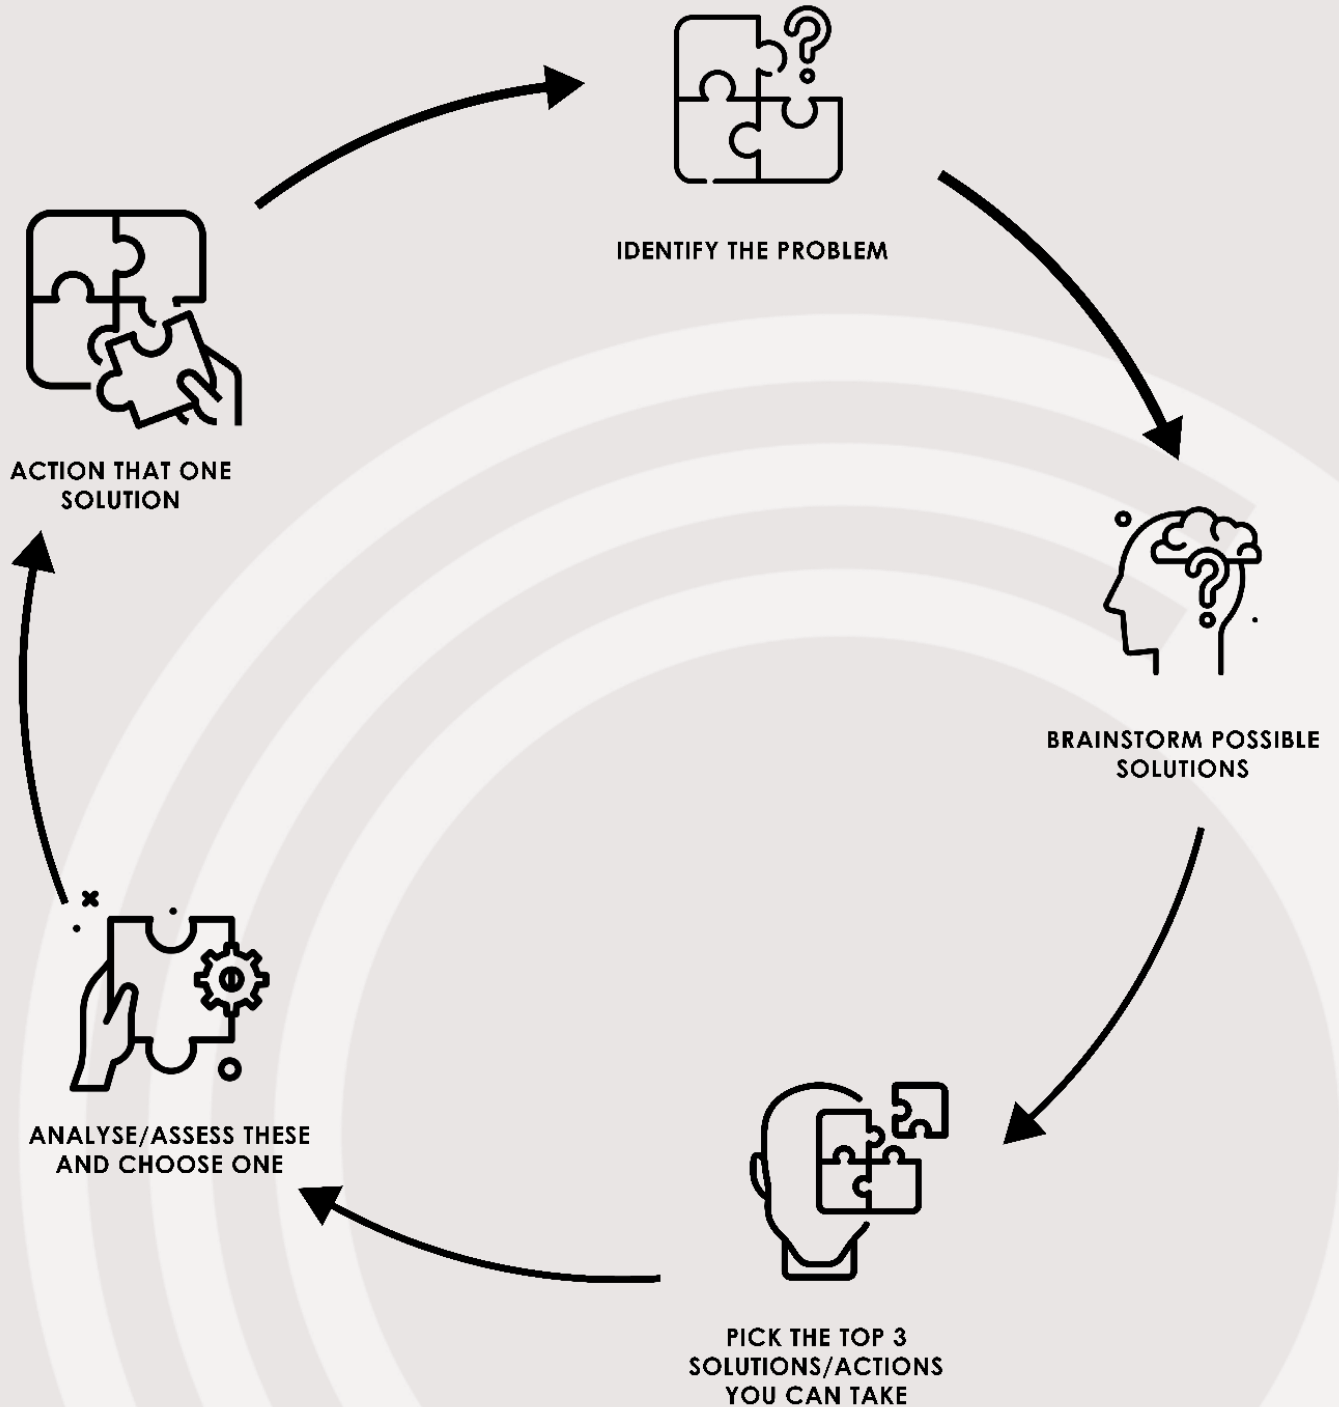 IDENTIFY THE PROBLEM
BRAINSTORM POSSIBLE
SOLUTIONS
PICK THE TOP 3
SOLUTIONS/ACTIONS
YOU CAN TAKE
ANALYSE/ASSESS THESE
AND CHOOSE ONE
ACTION THAT ONE
SOLUTION